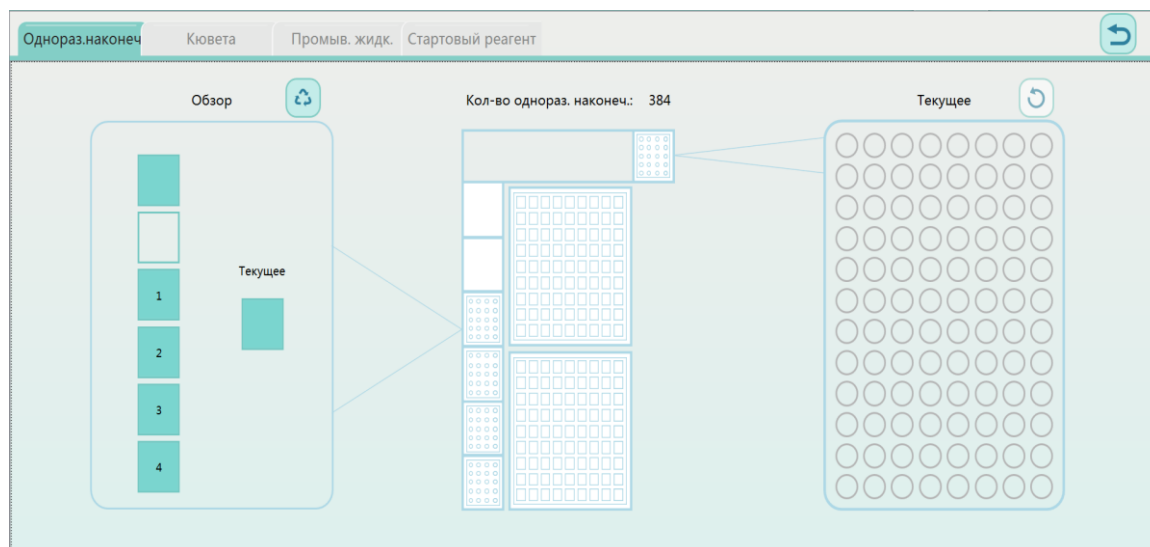 Однораз.наконеч Кювета Промыв. жидк. Стартовый реагент
Обзор Кол-во однораз. наконеч.: 384 Текущее
Текущее
1
2
3
4